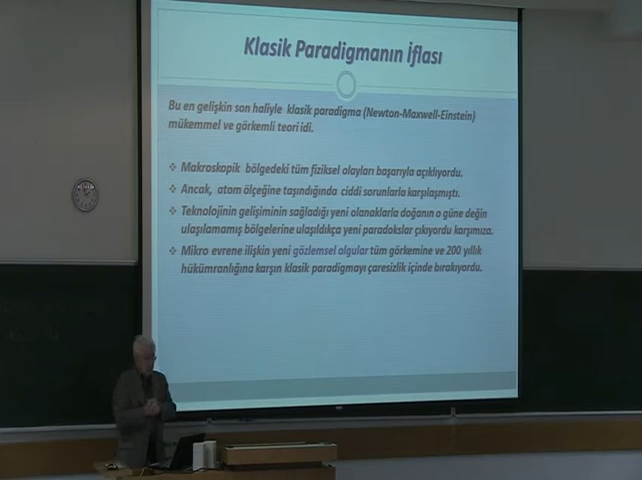 Klasik Paradigmanın İflası
Bu en gelişkin son haliyle klasik paradigma (Newton-Maxwell-Einstein)
mükemmel ve görkemli teori idi.
Makroskopik bölgedeki tüm fiziksel olayları başarıyla açıklıyordu.
Ancak, atom ölçeğine taşındığında ciddi sorunlarla karşılaşmıştı.
Teknolojinin gelişiminin sağladığı yeni olanaklarla doğanın o güne değin
ulaşılamamış bölgelerine ulaşıldıkça yeni paradokslar çıkıyordu karşımıza.
Mikro evrene ilişkin yeni gözlemsel olgular tüm görkemine ve 200 yıllık
hükümranlığına karşın klasik paradigmayı çaresizlik içinde bırakıyordu.